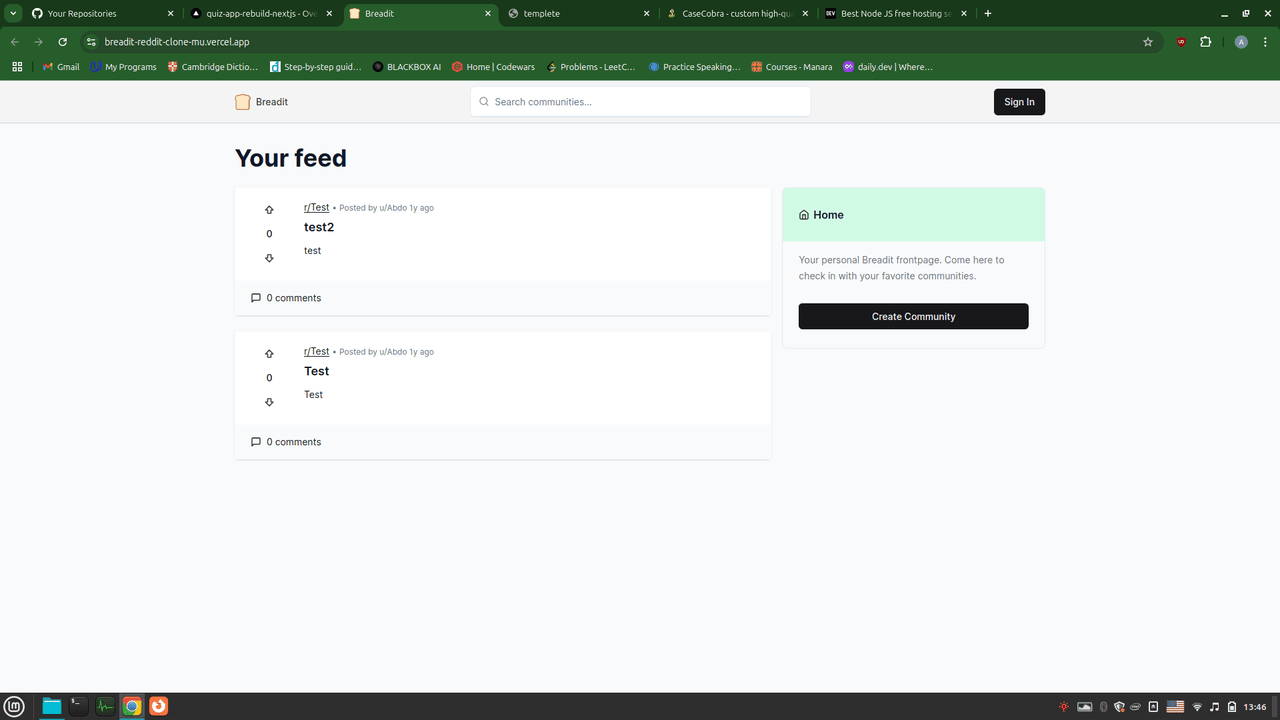 Your Repositories
quiz-app-rebuild-nextjs - Ove
Breadit
templete
CaseCobra - custom high-qua
DEV
Best Node JS free hosting se
breadit-reddit-clone-mu.vercel.app
A
Gmail
My Programs
Cambridge Dictio...
Step-by-step guid...
BLACKBOX AI
Home | Codewars
Problems - LeetC...
Practice Speaking...
Courses - Manara
daily.dev | Where...
Breadit
Search communities...
Sign In
Your feed
r/Test • Posted by u/Abdo 1y ago
0
test2
test
0 comments
r/Test • Posted by u/Abdo 1y ago
0
Test
Test
0 comments
Home
Your personal Breadit frontpage. Come here to
check in with your favorite communities.
Create Community
13:46